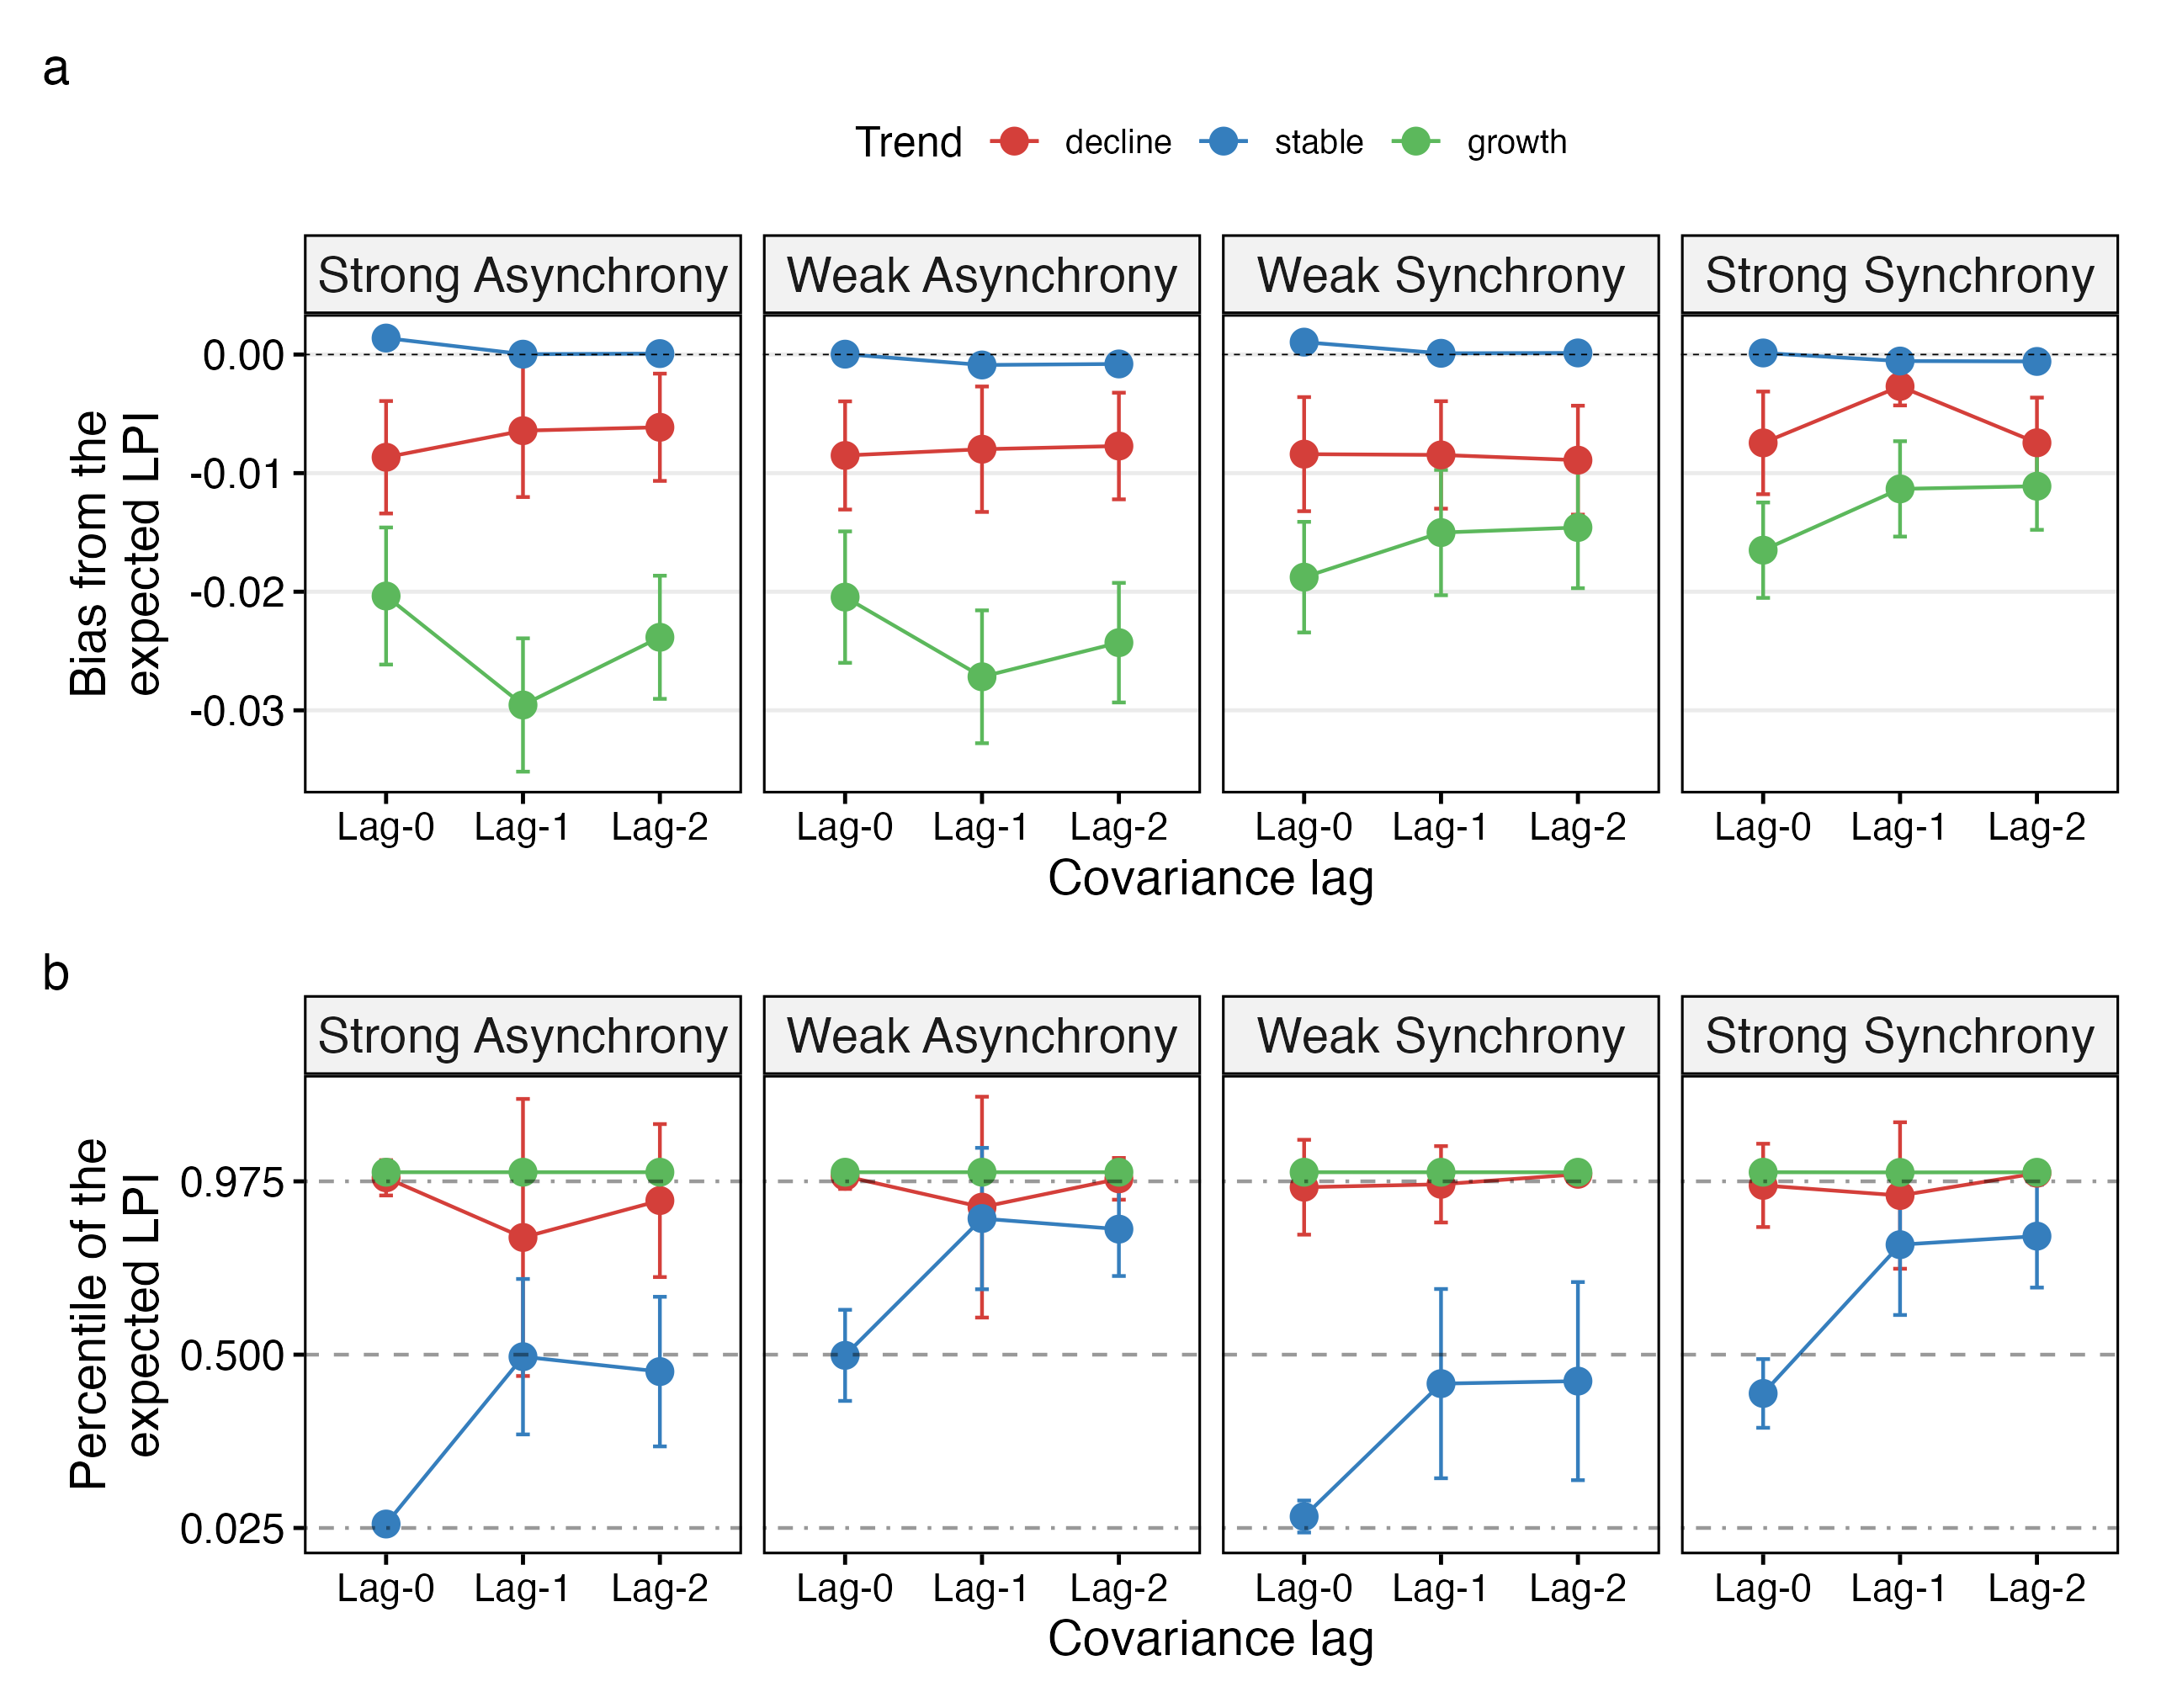 a
Trend decline stable growth
Strong Asynchrony Weak Asynchrony Weak Synchrony Strong Synchrony
Bias from the
expected LPI
0.00
-0.01
-0.02
-0.03
Lag-0 Lag-1 Lag-2 Lag-0 Lag-1 Lag-2 Lag-0 Lag-1 Lag-2 Lag-0 Lag-1 Lag-2
Covariance lag
b
Strong Asynchrony Weak Asynchrony Weak Synchrony Strong Synchrony
Percentile of the
expected LPI
0.975
0.500
0.025
Lag-0 Lag-1 Lag-2 Lag-0 Lag-1 Lag-2 Lag-0 Lag-1 Lag-2 Lag-0 Lag-1 Lag-2
Covariance lag